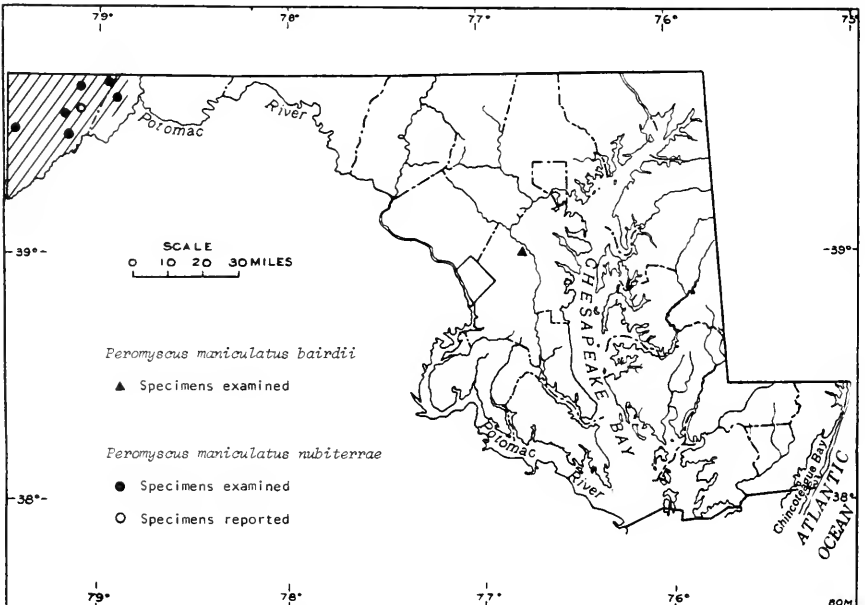 79° 78° 77° 76° 75°
Potomac River
39° 39°
SCALE
0 10 20 30 MILES
CHESAPEAKE BAY
Peromyscus maniculatus bairdii
▲ Specimens examined
Peromyscus maniculatus nubiterrae
● Specimens examined
○ Specimens reported
Potomac River
Chincoteague Bay
ATLANTIC OCEAN
38° 38°
79° 78° 77° 76° BOM